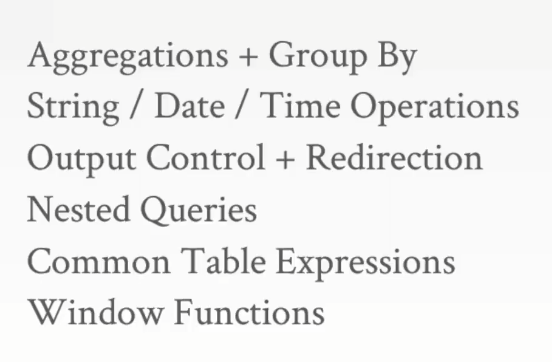 Aggregations + Group By
String / Date / Time Operations
Output Control + Redirection
Nested Queries
Common Table Expressions
Window Functions